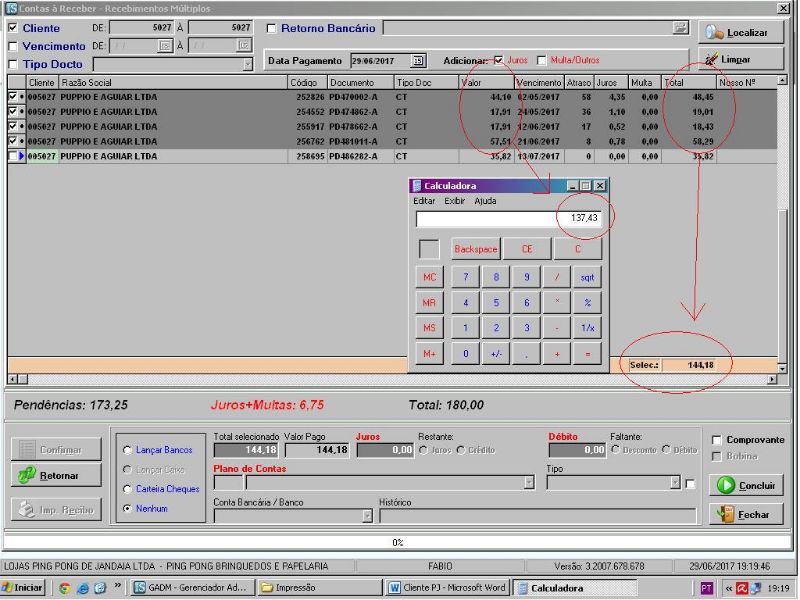 Contas à Receber - Recebimentos Múltiplos
Cliente DE: 5027 À 5027 Retorno Bancário
Vencimento DE: / / 15 À / / 15
Tipo Docto Data Pagamento 29/06/2017 15 Adicionar: Juros Multa/Outros
Localizar
Limpar
Cliente Razão Social Código Documento Tipo Doc Valor Vencimento Atraso Juros Multa Total Nosso Nº
005027 PUPPIO E AGUIAR LTDA 252826 PD470002-A CT 44,10 02/05/2017 58 4,35 0,00 48,45
005027 PUPPIO E AGUIAR LTDA 254552 PD474862-A CT 17,91 24/05/2017 36 1,10 0,00 19,01
005027 PUPPIO E AGUIAR LTDA 255917 PD478662-A CT 17,91 12/06/2017 17 0,52 0,00 18,43
005027 PUPPIO E AGUIAR LTDA 256762 PD481011-A CT 57,51 21/06/2017 8 0,78 0,00 58,29
005027 PUPPIO E AGUIAR LTDA 258695 PD486282-A CT 35,82 13/07/2017 0 0,00 0,00 35,82
Calculadora
Editar Exibir Ajuda
137,43
Backspace CE C
MC 7 8 9 / sqrt
MR 4 5 6 * %
MS 1 2 3 - 1/x
M+ 0 +/- , + =
Selec.: 144,18
Pendências: 173,25 Juros+Multas: 6,75 Total: 180,00
Confirmar
Retornar
Imp. Recibo
Lançar Bancos
Lançar Caixa
Carteira Cheques
Nenhum
Total selecionado Valor Pago Juros Restante: Débito Faltante:
144,18 144,18 0,00 Juros Crédito 0,00 Desconto Débito
Plano de Contas Tipo
Conta Bancária / Banco Histórico
Comprovante
Bobina
Concluir
Fechar
0%
LOJAS PING PONG DE JANDAIA LTDA - PING PONG BRINQUEDOS E PAPELARIA FABIO Versão: 3.2007.678.678 29/06/2017 19:19:46
Iniciar » GADM - Gerenciador Ad... Impressão Cliente PJ - Microsoft Word Calculadora PT « 19:19